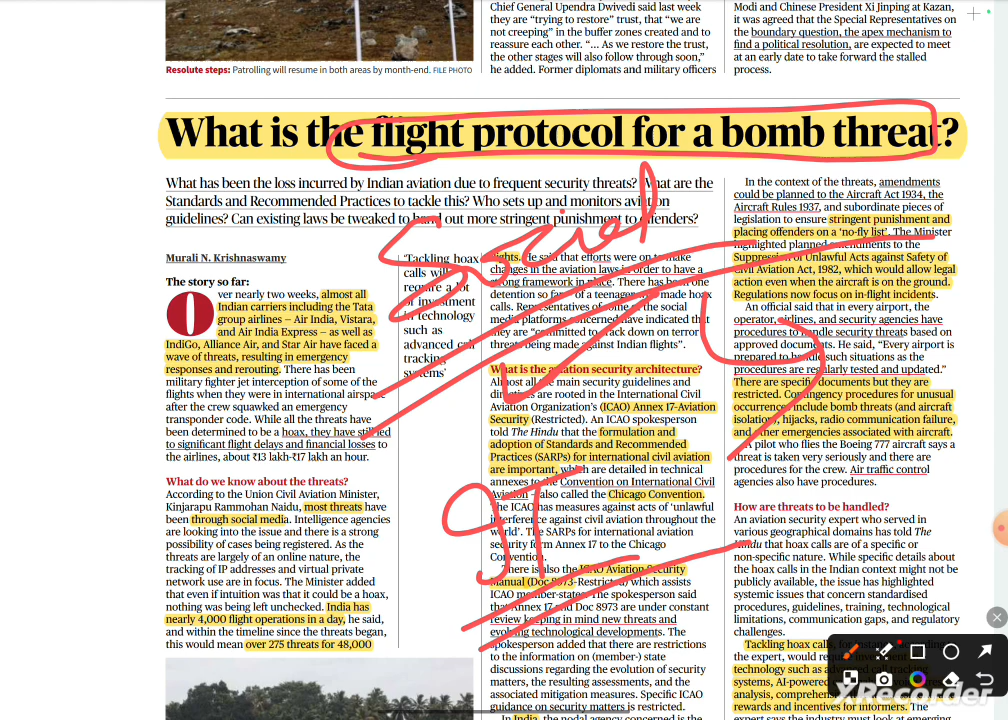 Chief General Upendra Dwivedi said last week
they are “trying to restore” trust, that “we are
not creeping” in the buffer zones created and to
reassure each other. “... As we restore the trust,
the other stages will also follow through soon,”
he added. Former diplomats and military officers
Modi and Chinese President Xi Jinping at Kazan,
it was agreed that the Special Representatives on
the boundary question, the apex mechanism to
find a political resolution, are expected to meet
at an early date to take forward the stalled
process.
Resolute steps: Patrolling will resume in both areas by month-end. FILE PHOTO
What is the flight protocol for a bomb threat?
What has been the loss incurred by Indian aviation due to frequent security threats? What are the
Standards and Recommended Practices to tackle this? Who sets up and monitors aviation
guidelines? Can existing laws be tweaked to hand out more stringent punishment to offenders?
Murali N. Krishnaswamy
The story so far:
Over nearly two weeks, almost all
Indian carriers including the Tata
group airlines – Air India, Vistara,
and Air India Express – as well as
IndiGo, Alliance Air, and Star Air have faced a
wave of threats, resulting in emergency
responses and rerouting. There has been
military fighter jet interception of some of the
flights when they were in international airspace
after the crew squawked an emergency
transponder code. While all the threats have
been determined to be a hoax, they have still led
to significant flight delays and financial losses to
the airlines, about ₹13 lakh-₹17 lakh an hour.
What do we know about the threats?
According to the Union Civil Aviation Minister,
Kinjarapu Rammohan Naidu, most threats have
been through social media. Intelligence agencies
are looking into the issue and there is a strong
possibility of cases being registered. As the
threats are largely of an online nature, the
tracking of IP addresses and virtual private
network use are in focus. The Minister added
that even if intuition was that it could be a hoax,
nothing was being left unchecked. India has
nearly 4,000 flight operations in a day, he said,
and within the timeline since the threats began,
this would mean over 275 threats for 48,000
‘Tackling hoax
calls will
require a lot
of investment
in technology
such as
advanced call
tracking
systems’
flights. He said that efforts were on to make
changes in the aviation laws in order to have a
strong framework in place. There has been one
detention so far – of a teenager who made hoax
calls. Representatives of some of the social
media platforms concerned have indicated that
they are “committed to crack down on terror
threats being made against Indian flights”.
What is the aviation security architecture?
Almost all the main security guidelines and
directives are rooted in the International Civil
Aviation Organization’s (ICAO) Annex 17-Aviation
Security (Restricted). An ICAO spokesperson
told The Hindu that the formulation and
adoption of Standards and Recommended
Practices (SARPs) for international civil aviation
are important, which are detailed in technical
annexes to the Convention on International Civil
Aviation – also called the Chicago Convention.
The ICAO has measures against acts of ‘unlawful
interference against civil aviation throughout the
world’. The SARPs for international aviation
security form Annex 17 to the Chicago
Convention.
There is also the ICAO Aviation Security
Manual (Doc 8973-Restricted) which assists
ICAO member-states. The spokesperson said
that Annex 17 and Doc 8973 are under constant
review keeping in mind new threats and
evolving technological developments. The
spokesperson added that there are restrictions
to the information on (member-) state
discussions regarding the evolution of security
matters, the resulting assessments, and the
associated mitigation measures. Specific ICAO
guidance on security matters is restricted.
In India, the nodal agency concerned is the
In the context of the threats, amendments
could be planned to the Aircraft Act 1934, the
Aircraft Rules 1937, and subordinate pieces of
legislation to ensure stringent punishment and
placing offenders on a ‘no-fly list’. The Minister
highlighted planned amendments to the
Suppression of Unlawful Acts against Safety of
Civil Aviation Act, 1982, which would allow legal
action even when the aircraft is on the ground.
Regulations now focus on in-flight incidents.
An official said that in every airport, the
operator, airlines, and security agencies have
procedures to handle security threats based on
approved documents. He said, “Every airport is
prepared to handle such situations as the
procedures are regularly tested and updated.”
There are specific documents but they are
restricted. Contingency procedures for unusual
occurrences include bomb threats (and aircraft
isolation), hijacks, radio communication failure,
and other emergencies associated with aircraft.
A pilot who flies the Boeing 777 aircraft says a
threat is taken very seriously and there are
procedures for the crew. Air traffic control
agencies also have procedures.
How are threats to be handled?
An aviation security expert who served in
various geographical domains has told The
Hindu that hoax calls are of a specific or
non-specific nature. While specific details about
the hoax calls in the Indian context might not be
publicly available, the issue has highlighted
systemic issues that concern standardised
procedures, guidelines, training, technological
limitations, communication gaps, and regulatory
challenges.
Tackling hoax calls, for
the expert, would
technology such as
systems, AI-powered
analysis,
rewards and incentives for informers. The
expert says the industry must look at emerging
Social
9T
XRecorder